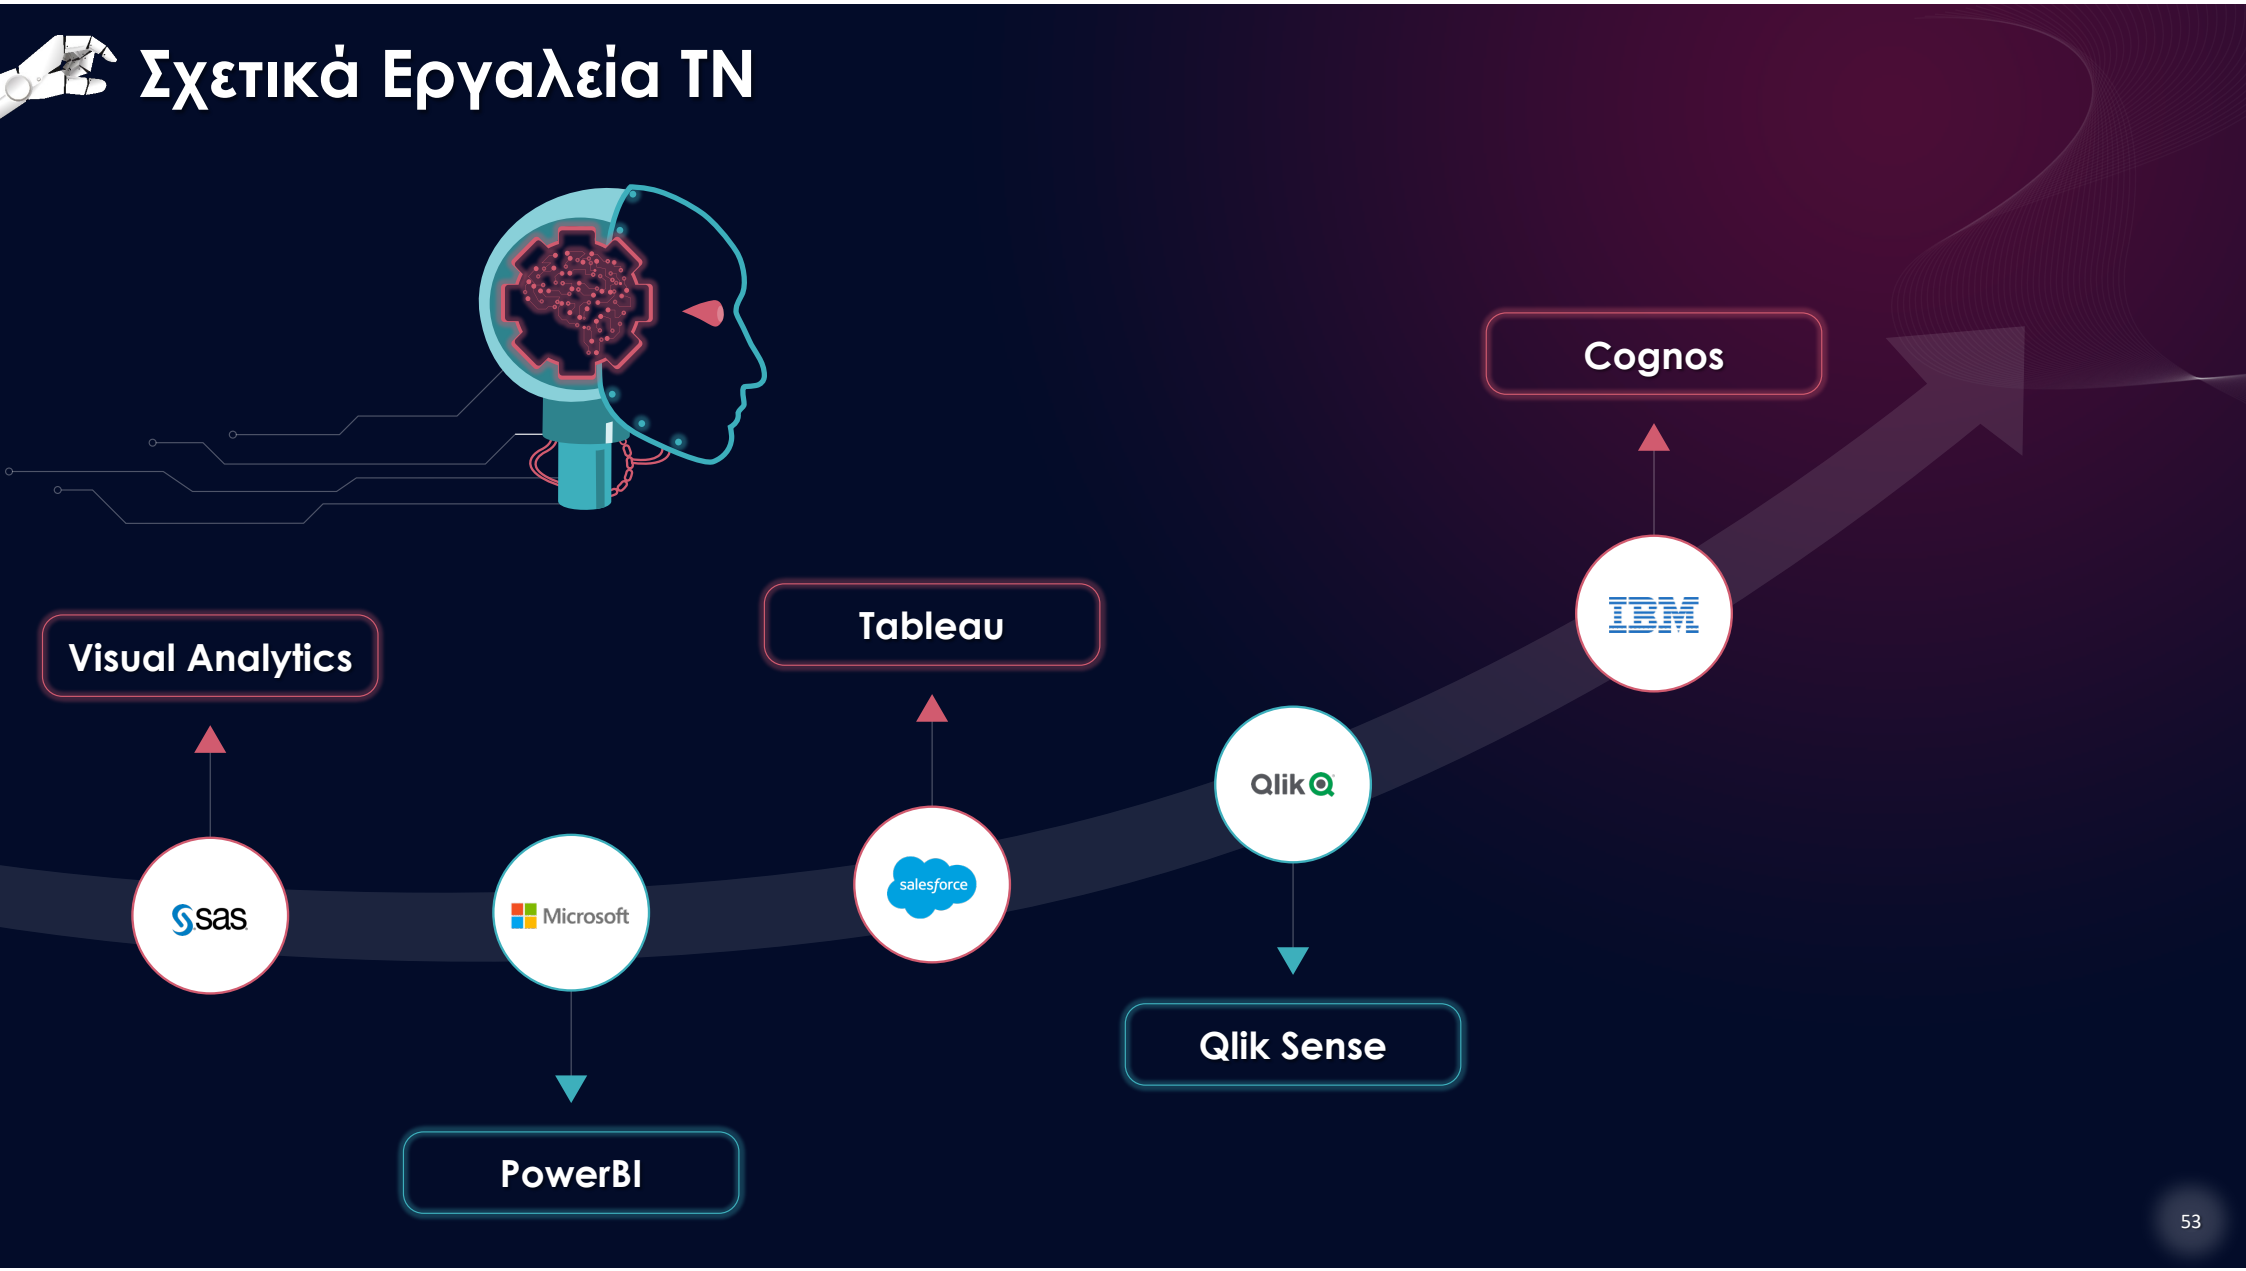 Σχετικά Εργαλεία ΤΝ
Cognos
IBM
Tableau
Visual Analytics
Qlik
salesforce
sas
Microsoft
Qlik Sense
PowerBI
53